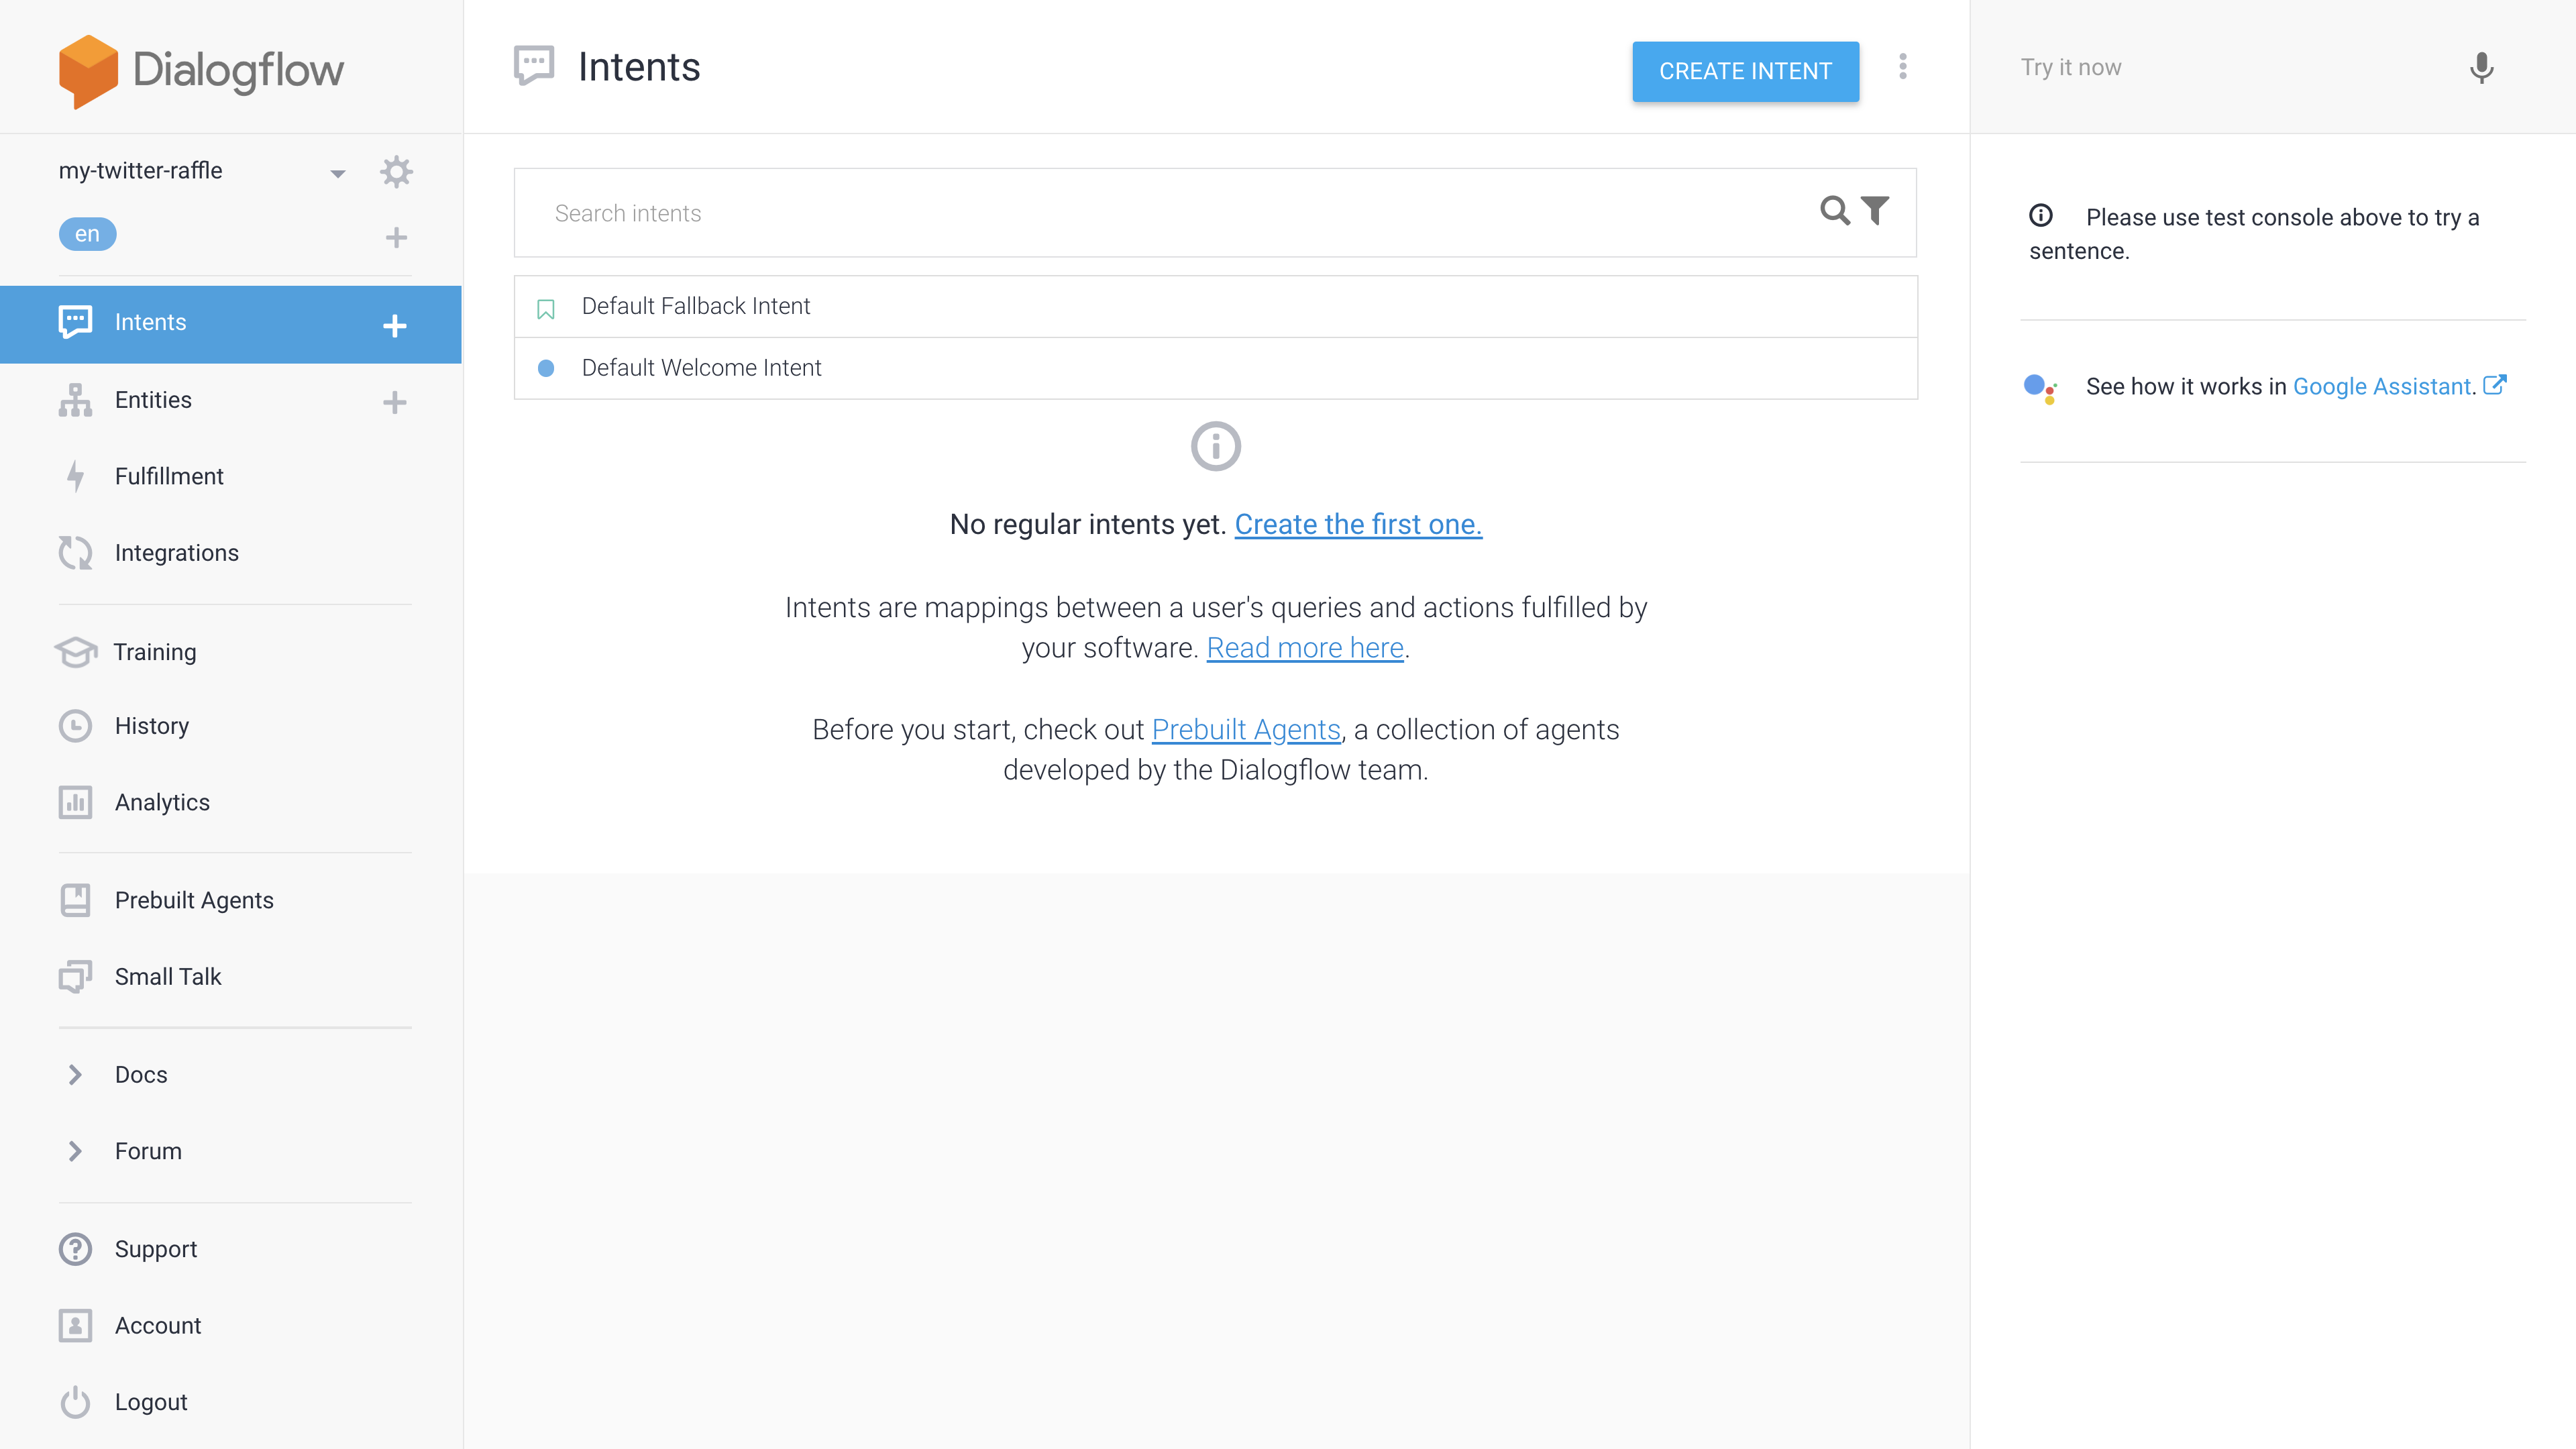 Dialogflow
my-twitter-raffle
en
Intents
Entities
Fulfillment
Integrations
Training
History
Analytics
Prebuilt Agents
Small Talk
Docs
Forum
Support
Account
Logout
Intents
CREATE INTENT
Search intents
Default Fallback Intent
Default Welcome Intent
No regular intents yet. Create the first one.
Intents are mappings between a user's queries and actions fulfilled by
your software. Read more here.
Before you start, check out Prebuilt Agents, a collection of agents
developed by the Dialogflow team.
Try it now
Please use test console above to try a
sentence.
See how it works in Google Assistant.